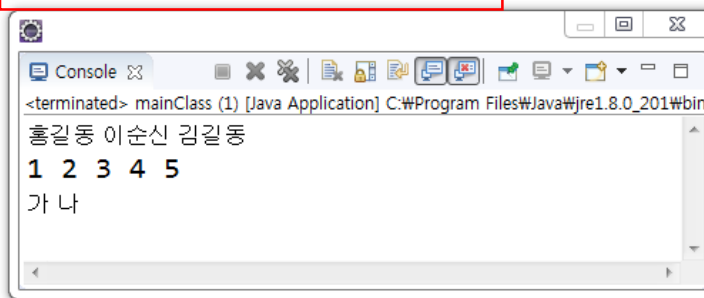 Console
<terminated> mainClass (1) [Java Application] C:₩Program Files₩Java₩jre1.8.0_201₩bin
홍길동 이순신 김길동
1 2 3 4 5
가 나